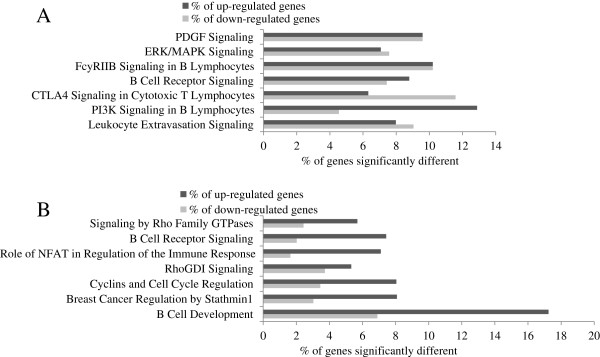 A
% of up-regulated genes
% of down-regulated genes
PDGF Signaling
ERK/MAPK Signaling
FcyRIIB Signaling in B Lymphocytes
B Cell Receptor Signaling
CTLA4 Signaling in Cytotoxic T Lymphocytes
PI3K Signaling in B Lymphocytes
Leukocyte Extravasation Signaling
0 2 4 6 8 10 12 14
% of genes significantly different
B
% of up-regulated genes
% of down-regulated genes
Signaling by Rho Family GTPases
B Cell Receptor Signaling
Role of NFAT in Regulation of the Immune Response
RhoGDI Signaling
Cyclins and Cell Cycle Regulation
Breast Cancer Regulation by Stathmin1
B Cell Development
0 2 4 6 8 10 12 14 16 18 20
% of genes significantly different